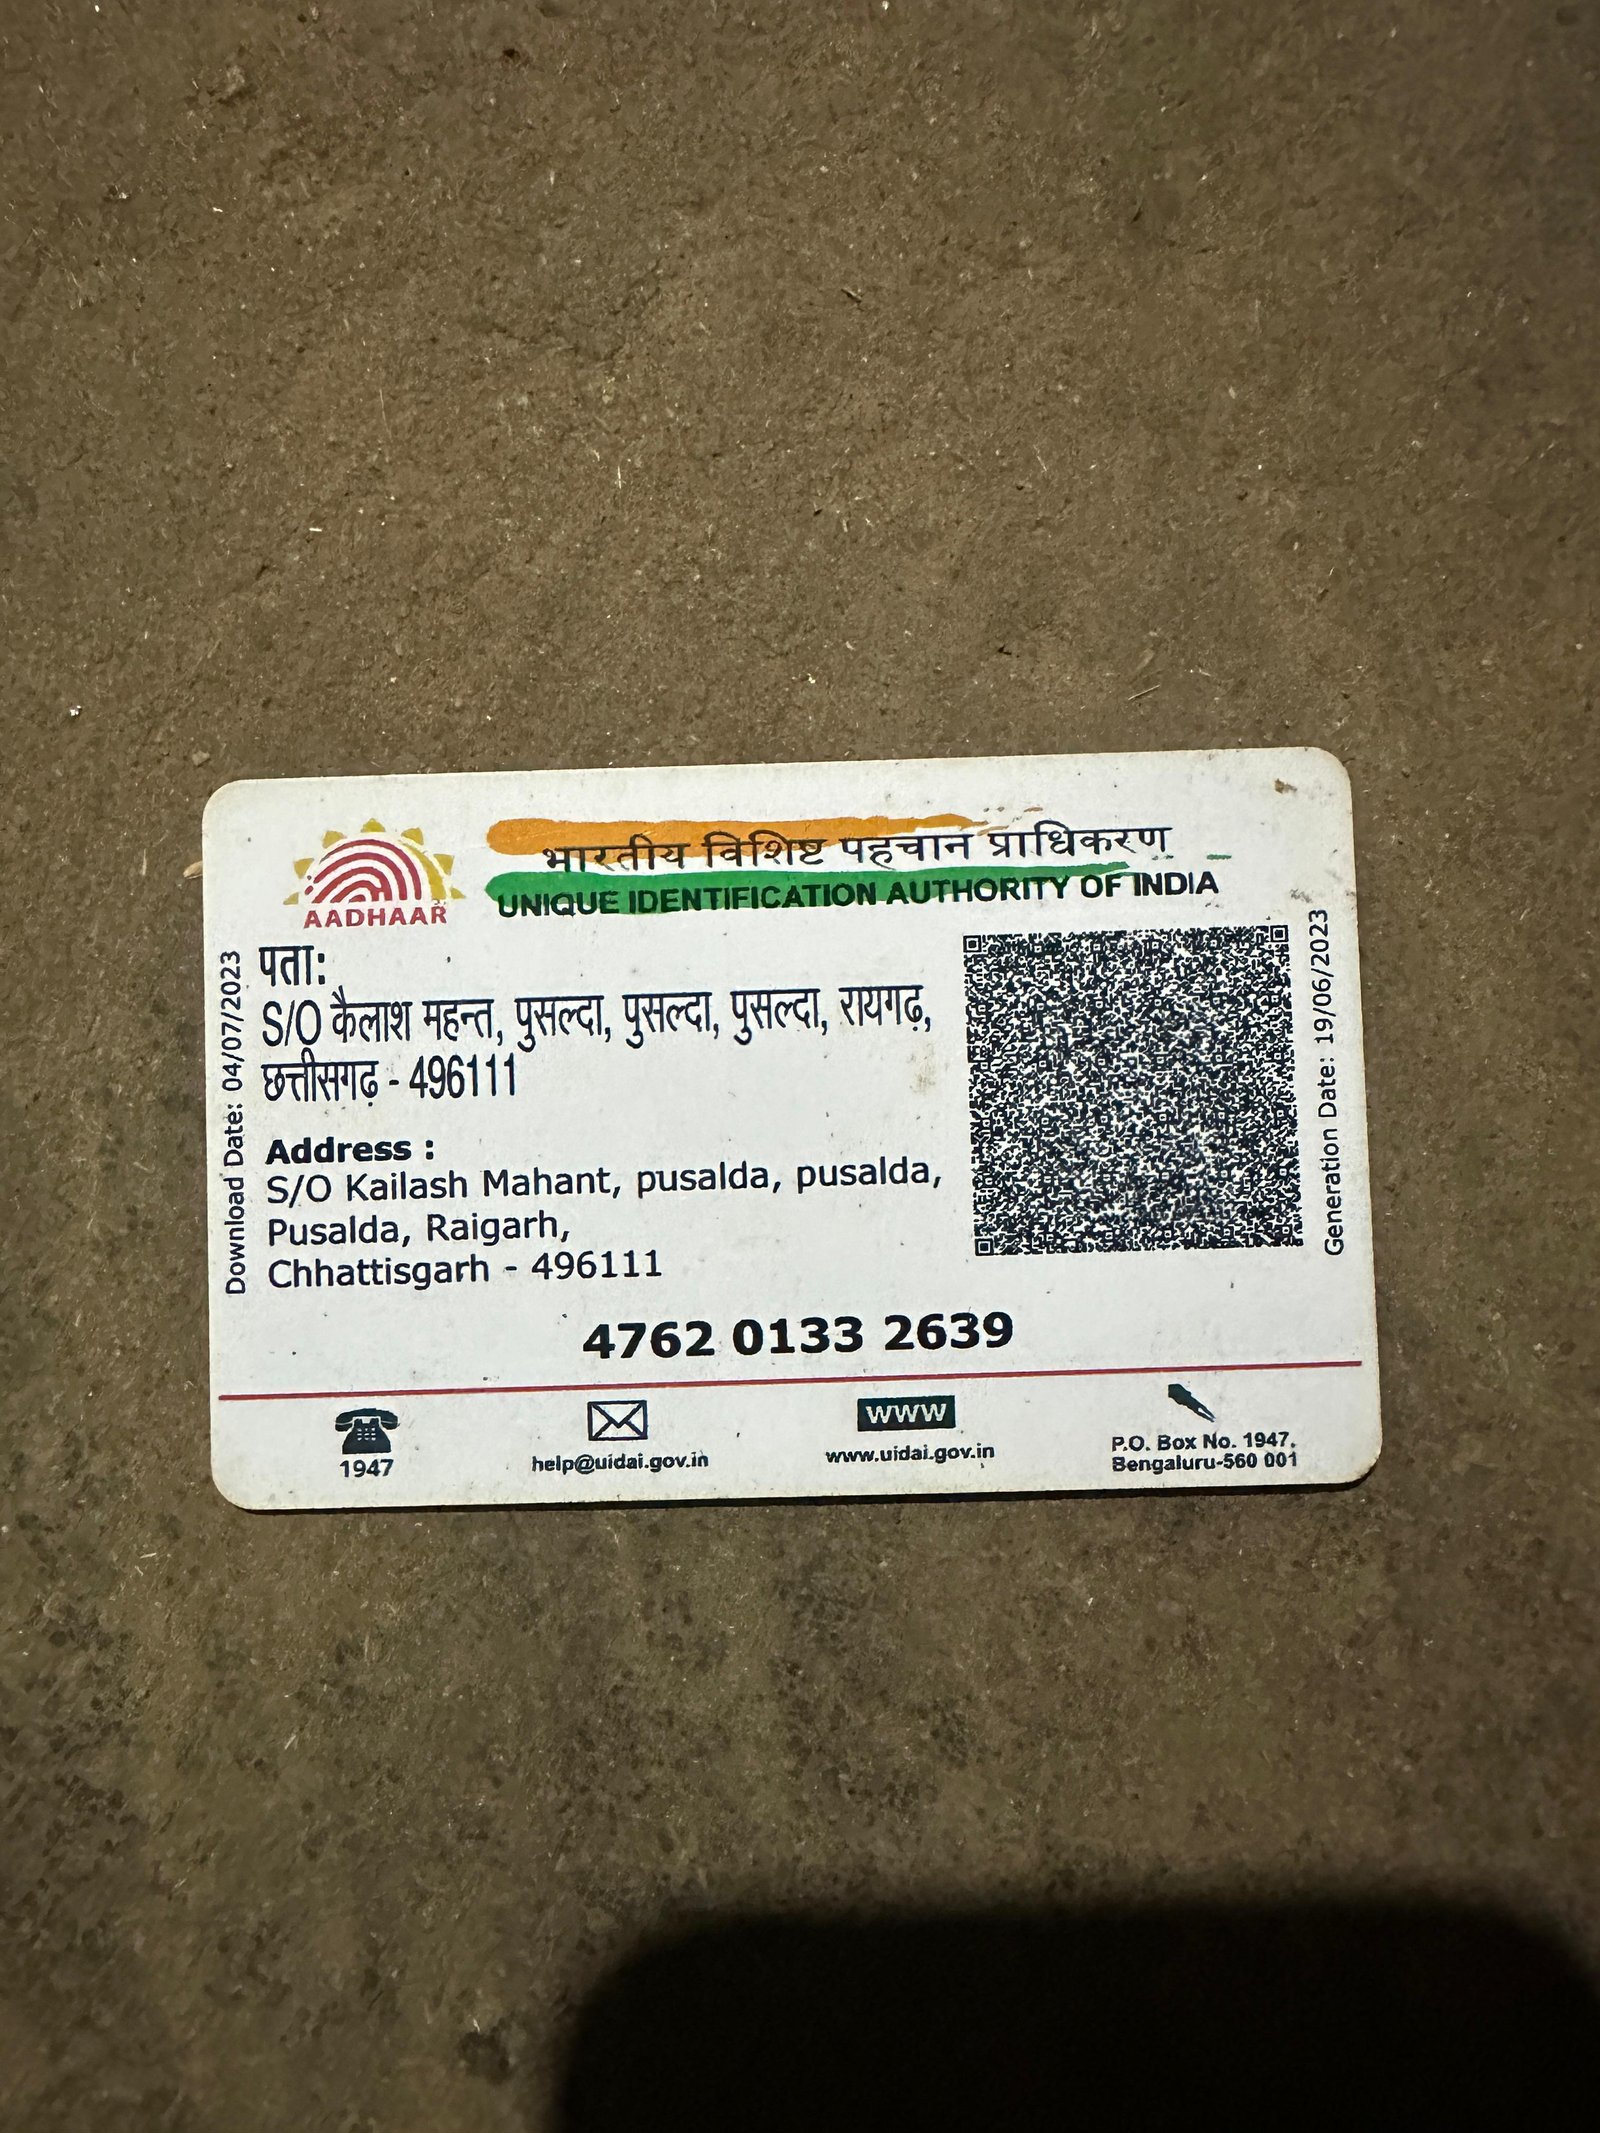 भारतीय विशिष्ट पहचान प्राधिकरण
UNIQUE IDENTIFICATION AUTHORITY OF INDIA
AADHAAR
Download Date: 04/07/2023
पता:
S/O कैलाश महन्त, पुसल्दा, पुसल्दा, पुसल्दा, रायगढ़,
छत्तीसगढ़ - 496111
Address :
S/O Kailash Mahant, pusalda, pusalda,
Pusalda, Raigarh,
Chhattisgarh - 496111
Generation Date: 19/06/2023
4762 0133 2639
1947
help@uidai.gov.in
WWW
www.uidai.gov.in
P.O. Box No. 1947,
Bengaluru-560 001